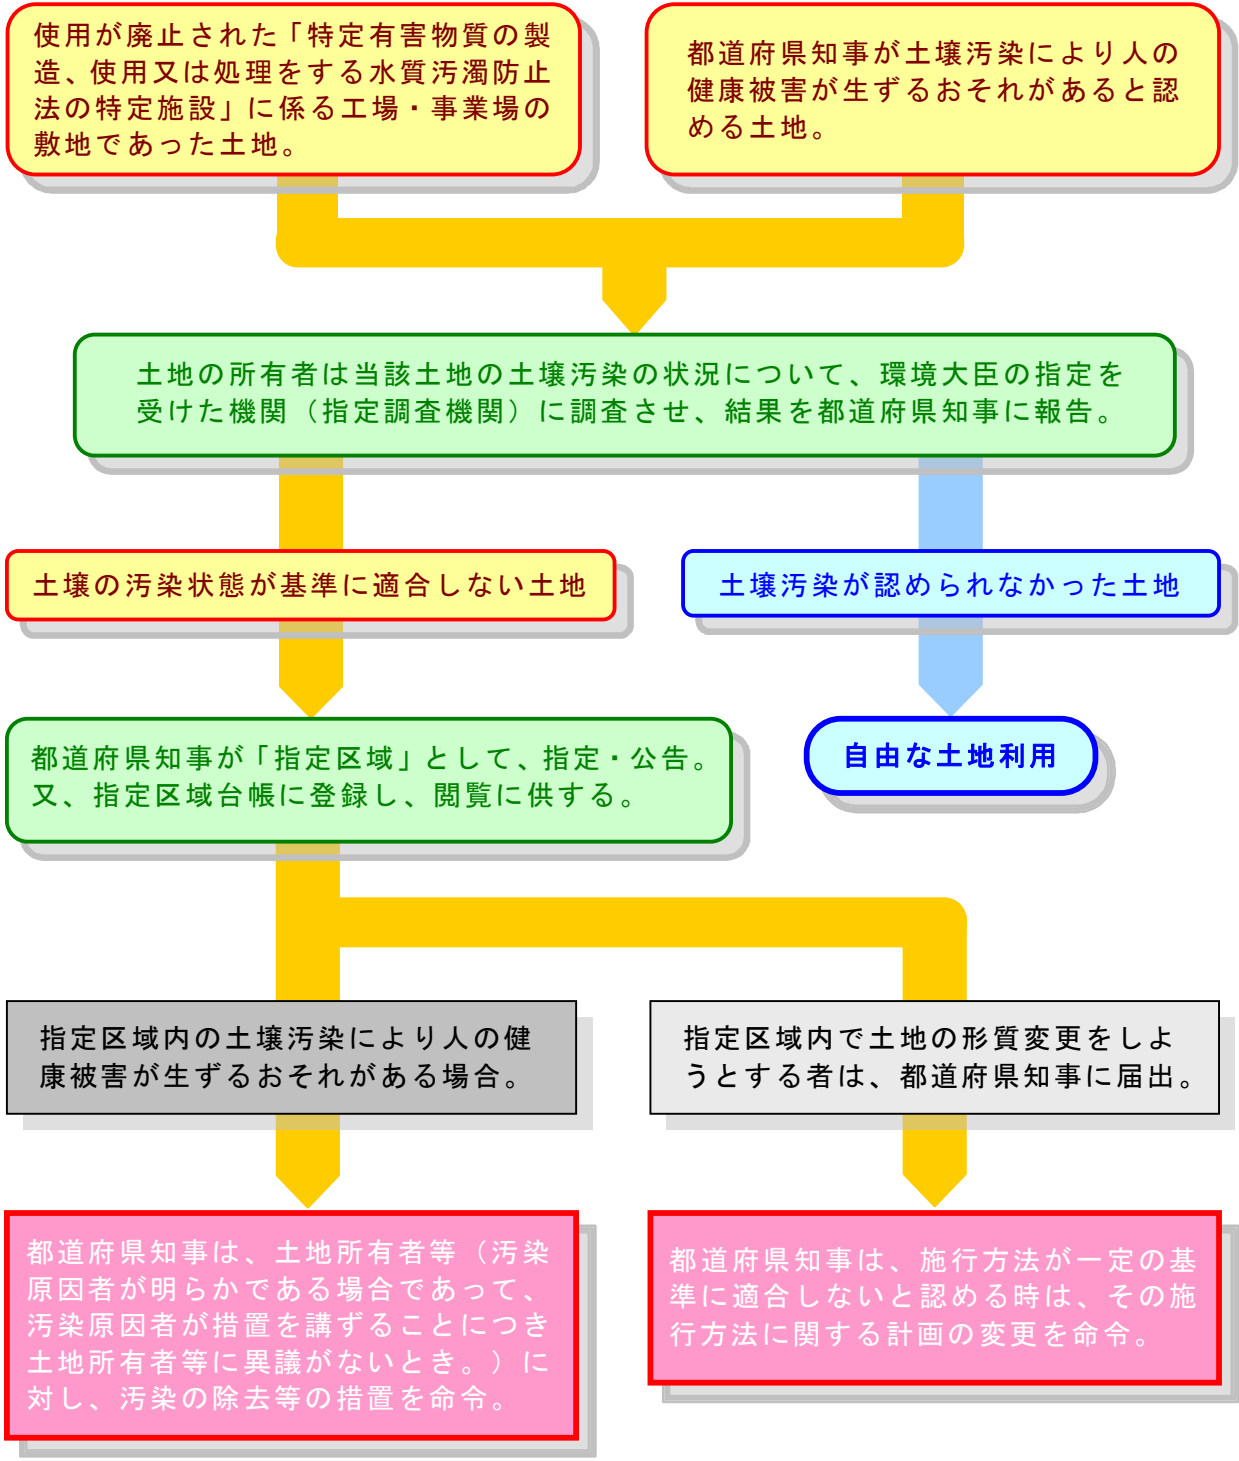 使用が廃止された「特定有害物質の製
造、使用又は処理をする水質汚濁防止
法の特定施設」に係る工場・事業場の
敷地であった土地。
都道府県知事が土壌汚染により人の
健康被害が生ずるおそれがあると認
める土地。
土地の所有者は当該土地の土壌汚染の状況について、環境大臣の指定を
受けた機関（指定調査機関）に調査させ、結果を都道府県知事に報告。
土壌の汚染状態が基準に適合しない土地
土壌汚染が認められなかった土地
都道府県知事が「指定区域」として、指定・公告。
又、指定区域台帳に登録し、閲覧に供する。
自由な土地利用
指定区域内の土壌汚染により人の健
康被害が生ずるおそれがある場合。
指定区域内で土地の形質変更をしよ
うとする者は、都道府県知事に届出。
都道府県知事は、土地所有者等（汚染
原因者が明らかである場合であって、
汚染原因者が措置を講ずることにつき
土地所有者等に異議がないとき。）に
対し、汚染の除去等の措置を命令。
都道府県知事は、施行方法が一定の基
準に適合しないと認める時は、その施
行方法に関する計画の変更を命令。